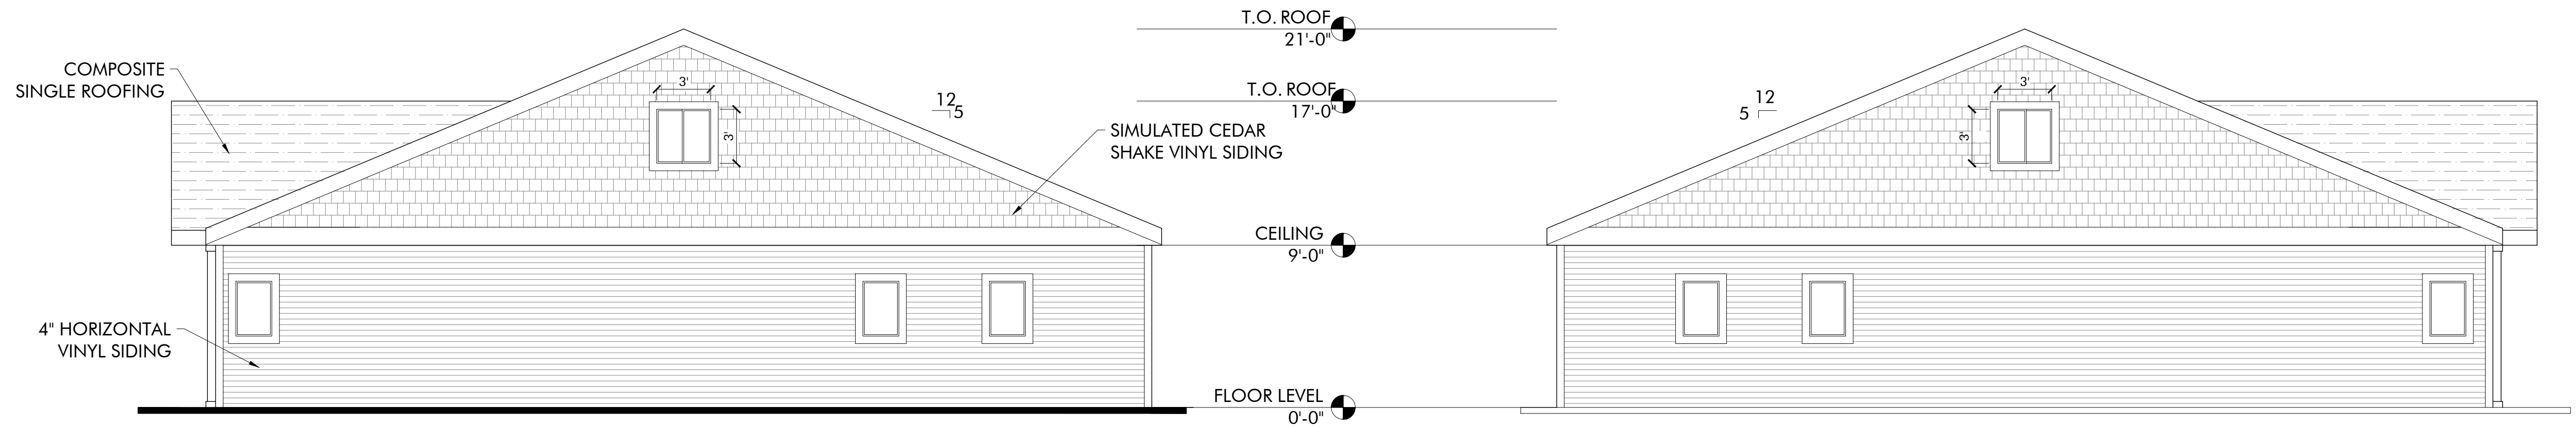 COMPOSITE
SINGLE ROOFING
4" HORIZONTAL
VINYL SIDING
3'
3'
12
5
SIMULATED CEDAR
SHAKE VINYL SIDING
T.O. ROOF
21'-0"
T.O. ROOF
17'-0"
CEILING
9'-0"
FLOOR LEVEL
0'-0"
12
5
3'
3'